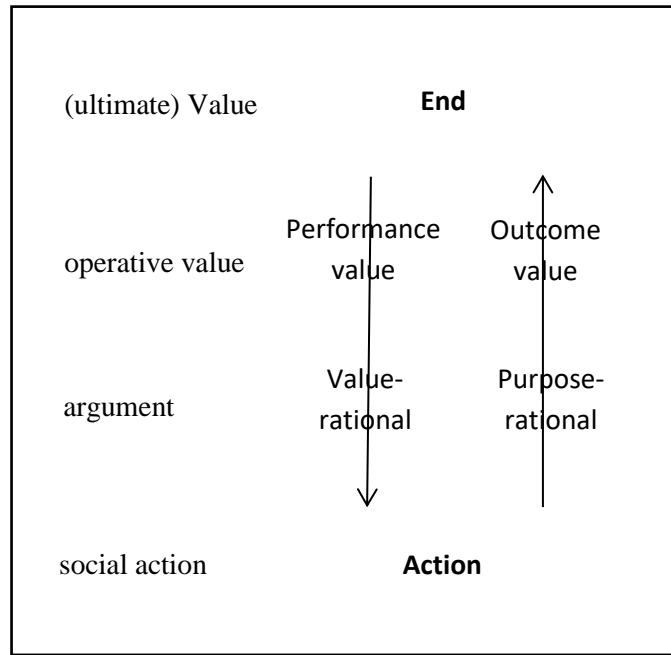 (ultimate) Value End
operative value Performance value Outcome value
argument Value-rational Purpose-rational
social action Action